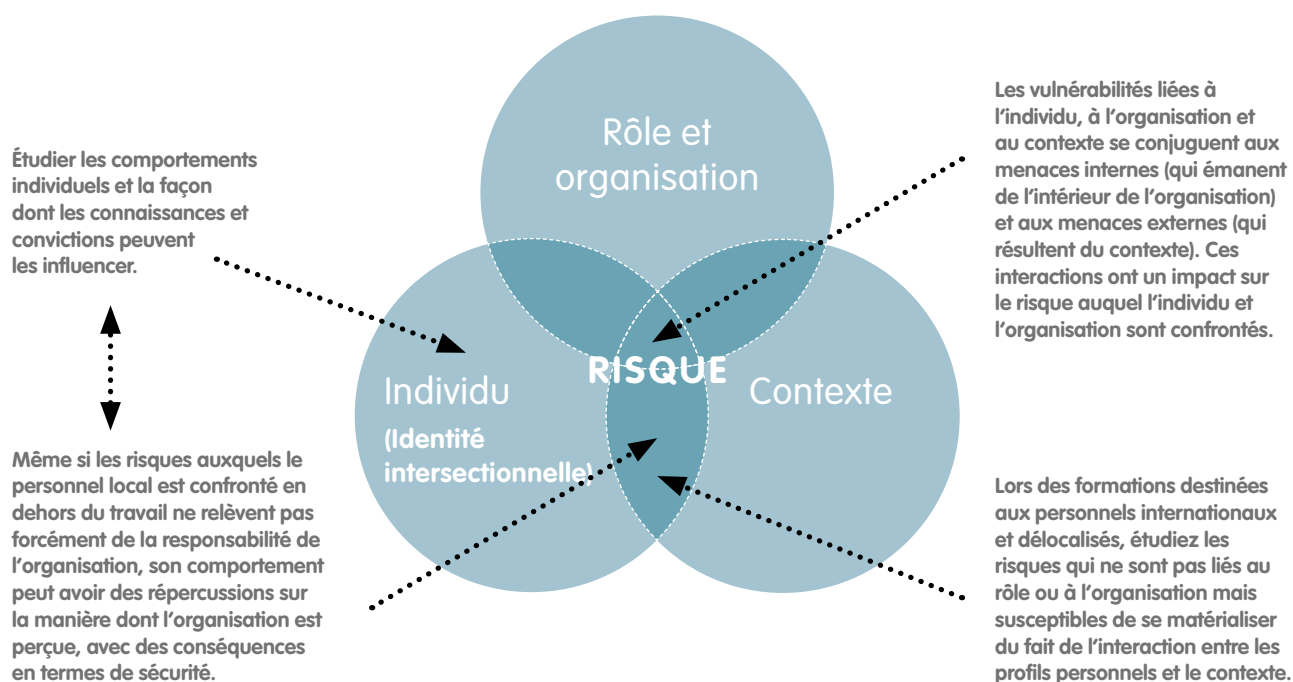 Rôle et
organisation
Individu
(Identité
intersectionnelle)
RISQUE
Contexte
Étudier les comportements
individuels et la façon
dont les connaissances et
convictions peuvent
les influencer.
Même si les risques auxquels le
personnel local est confronté en
dehors du travail ne relèvent pas
forcément de la responsabilité de
l’organisation, son comportement
peut avoir des répercussions sur
la manière dont l’organisation est
perçue, avec des conséquences
en termes de sécurité.
Les vulnérabilités liées à
l’individu, à l’organisation et
au contexte se conjuguent aux
menaces internes (qui émanent
de l’intérieur de l’organisation)
et aux menaces externes (qui
résultent du contexte). Ces
interactions ont un impact sur
le risque auquel l’individu et
l’organisation sont confrontés.
Lors des formations destinées
aux personnels internationaux
et délocalisés, étudiez les
risques qui ne sont pas liés au
rôle ou à l’organisation mais
susceptibles de se matérialiser
du fait de l’interaction entre les
profils personnels et le contexte.